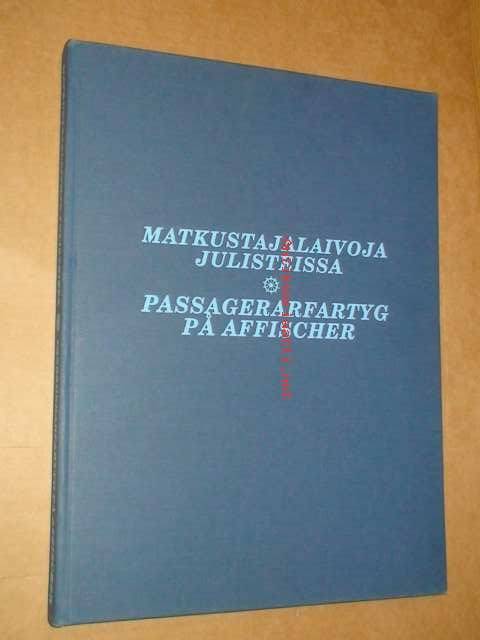 MATKUSTAJALAIVOJA
JULISTEISSA
PASSAGERARFARTYG
PÅ AFFISCHER